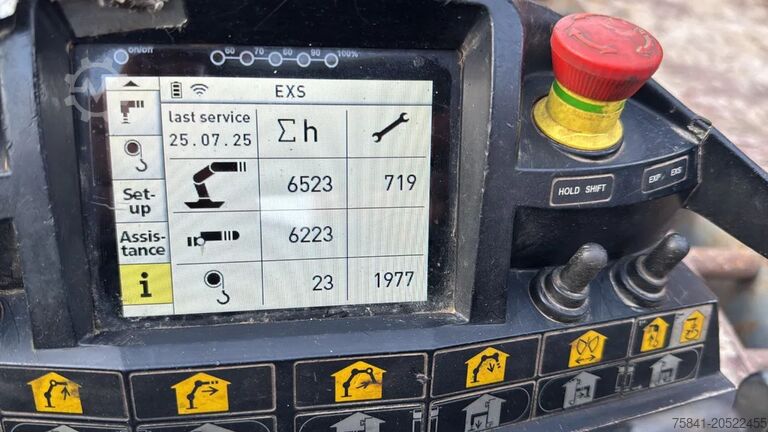 on/off 60 70 80 90 100%
EXS
last service
25.07.25
Σh
6523 719
Set-
up
6223
Assis-
tance
i
23 1977
HOLD SHIFT
EXP EXS
75841-20522455